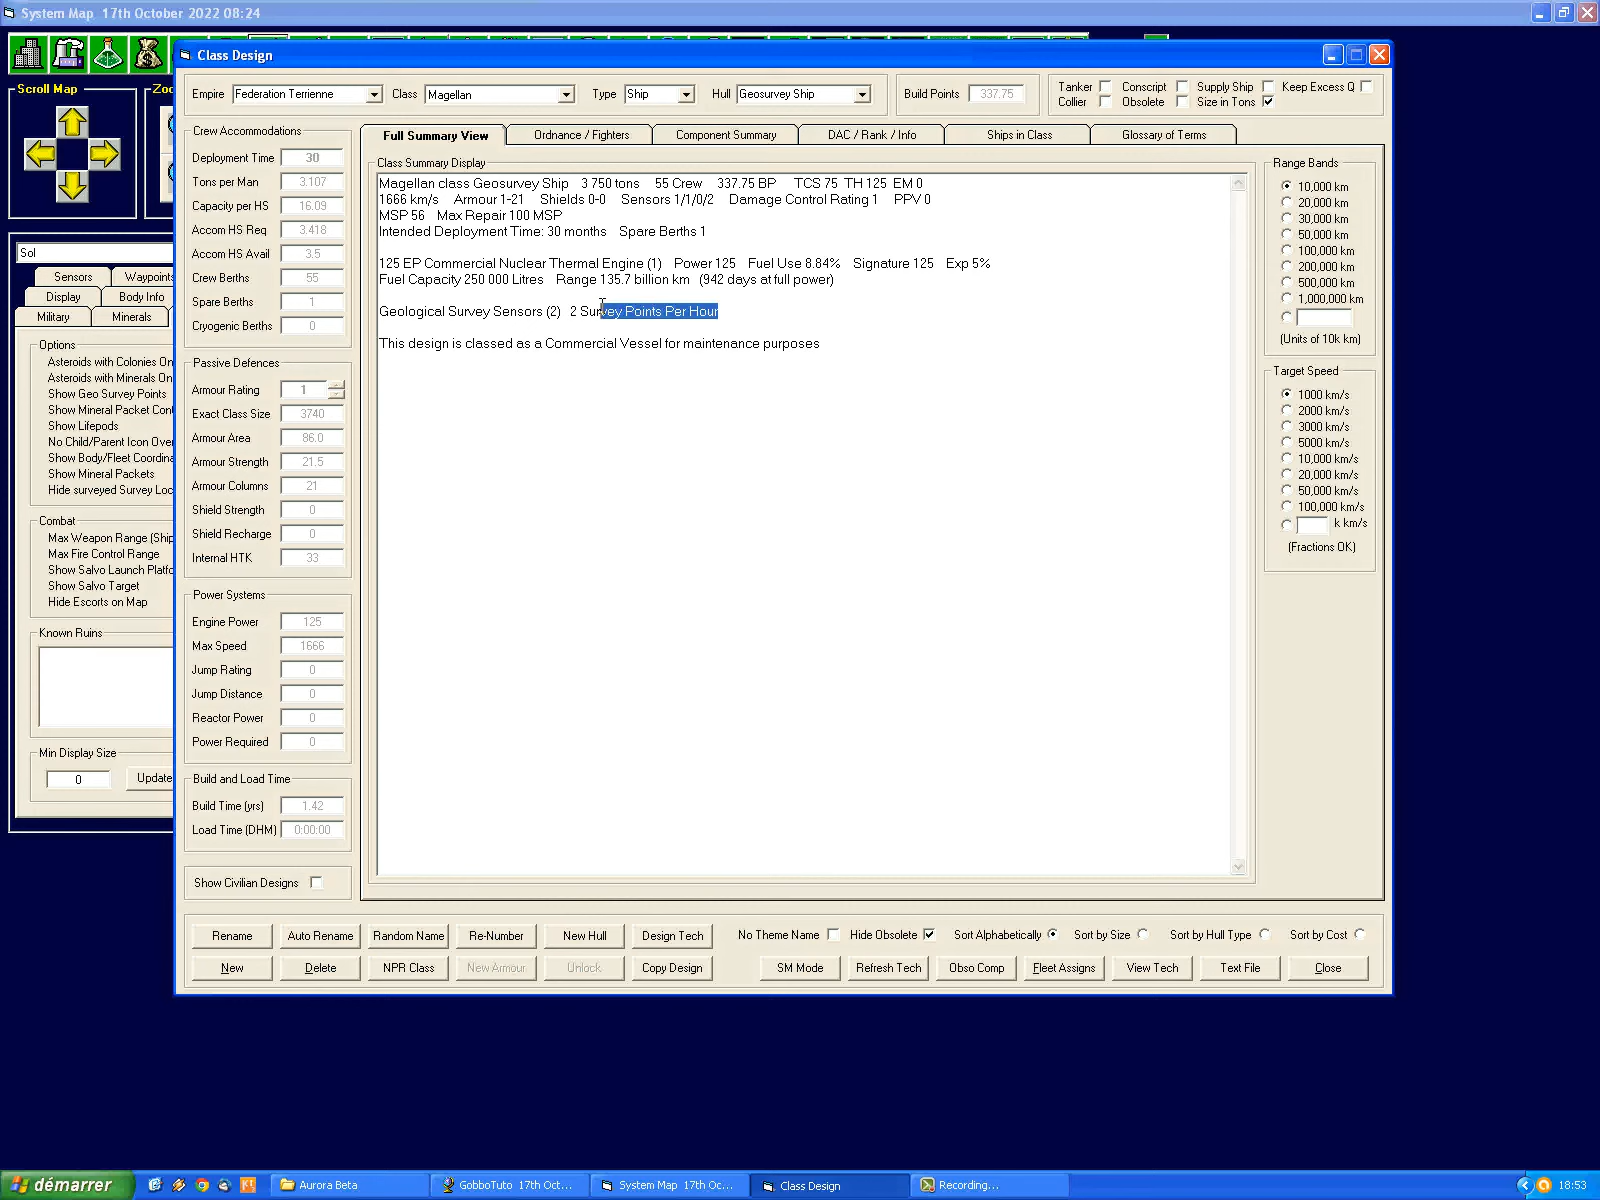 System Map  17th October 2022 08:24
Class Design
Scroll Map
Zoo
Sol
Sensors
Waypoints
Display
Body Info
Military
Minerals
Options
Asteroids with Colonies On
Asteroids with Minerals On
Show Geo Survey Points
Show Mineral Packet Cont
Show Lifepods
No Child/Parent Icon Over
Show Body/Fleet Coordina
Show Mineral Packets
Hide surveyed Survey Loc
Combat
Max Weapon Range (Ship
Max Fire Control Range
Show Salvo Launch Platfo
Show Salvo Target
Hide Escorts on Map
Known Ruins
Min Display Size
0
Update
Empire Federation Terrienne Class Magellan Type Ship Hull Geosurvey Ship Build Points 337.75
Tanker Conscript Supply Ship Keep Excess Q
Collier Obsolete Size in Tons
Crew Accommodations
Deployment Time 30
Tons per Man 3.107
Capacity per HS 16.09
Accom HS Req 3.418
Accom HS Avail 3.5
Crew Berths 55
Spare Berths 1
Cryogenic Berths 0
Passive Defences
Armour Rating 1
Exact Class Size 3740
Armour Area 86.0
Armour Strength 21.5
Armour Columns 21
Shield Strength 0
Shield Recharge 0
Internal HTK 33
Power Systems
Engine Power 125
Max Speed 1666
Jump Rating 0
Jump Distance 0
Reactor Power 0
Power Required 0
Build and Load Time
Build Time (yrs) 1.42
Load Time (DHM) 0:00:00
Show Civilian Designs
Full Summary View
Ordnance / Fighters
Component Summary
DAC / Rank / Info
Ships in Class
Glossary of Terms
Class Summary Display
Magellan class Geosurvey Ship    3 750 tons    55 Crew    337.75 BP    TCS 75  TH 125  EM 0
1666 km/s    Armour 1-21    Shields 0-0    Sensors 1/1/0/2    Damage Control Rating 1    PPV 0
MSP 56    Max Repair 100 MSP
Intended Deployment Time: 30 months    Spare Berths 1
125 EP Commercial Nuclear Thermal Engine (1)    Power 125    Fuel Use 8.84%    Signature 125    Exp 5%
Fuel Capacity 250 000 Litres    Range 135.7 billion km   (942 days at full power)
Geological Survey Sensors (2)   2 Survey Points Per Hour
This design is classed as a Commercial Vessel for maintenance purposes
Range Bands
10,000 km
20,000 km
30,000 km
50,000 km
100,000 km
200,000 km
500,000 km
1,000,000 km
(Units of 10k km)
Target Speed
1000 km/s
2000 km/s
3000 km/s
5000 km/s
10,000 km/s
20,000 km/s
50,000 km/s
100,000 km/s
k km/s
(Fractions OK)
Rename Auto Rename Random Name Re-Number New Hull Design Tech No Theme Name Hide Obsolete Sort Alphabetically Sort by Size Sort by Hull Type Sort by Cost
New Delete NPR Class New Armour Unlock Copy Design SM Mode Refresh Tech Obso Comp Fleet Assigns View Tech Text File Close
démarrer
Aurora Beta
GobboTuto  17th Oct...
System Map  17th Oc...
Class Design
Recording...
18:53